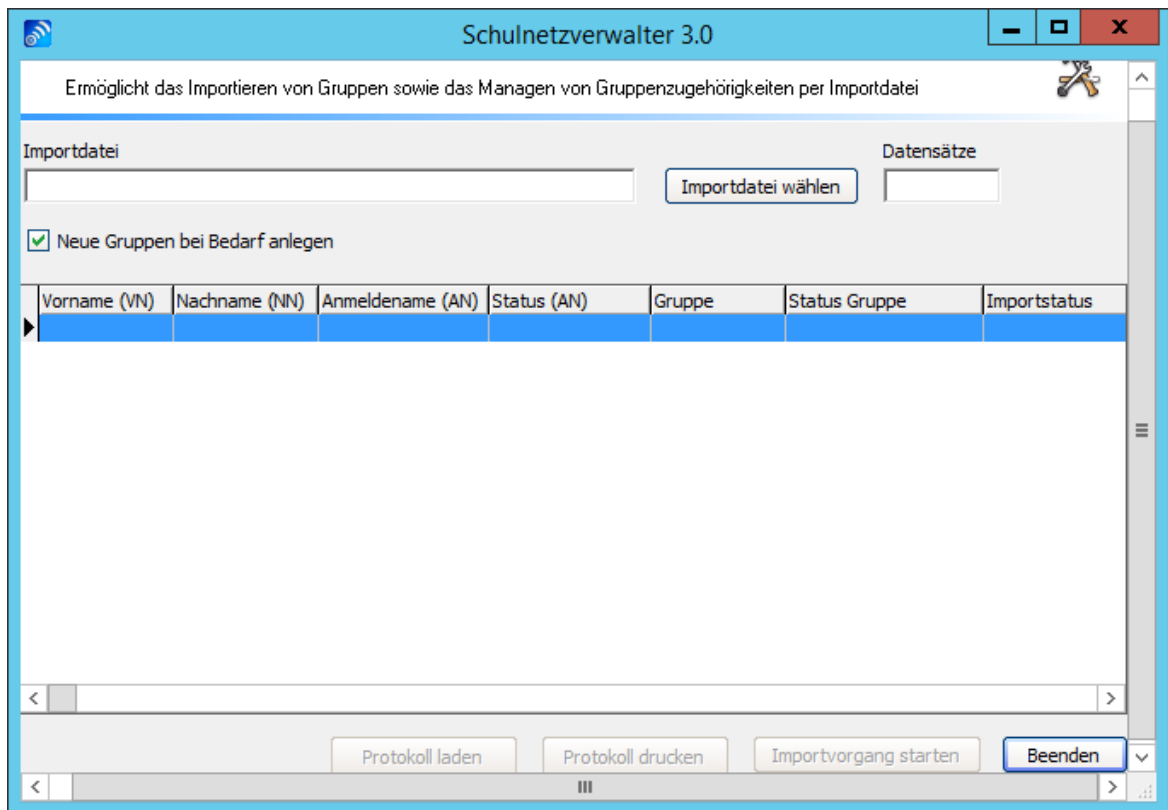 Schulnetzverwalter 3.0
Ermöglicht das Importieren von Gruppen sowie das Managen von Gruppenzugehörigkeiten per Importdatei
Importdatei
Datensätze
Importdatei wählen
Neue Gruppen bei Bedarf anlegen
Vorname (VN) Nachname (NN) Anmeldename (AN) Status (AN) Gruppe Status Gruppe Importstatus
Protokoll laden Protokoll drucken Importvorgang starten Beenden